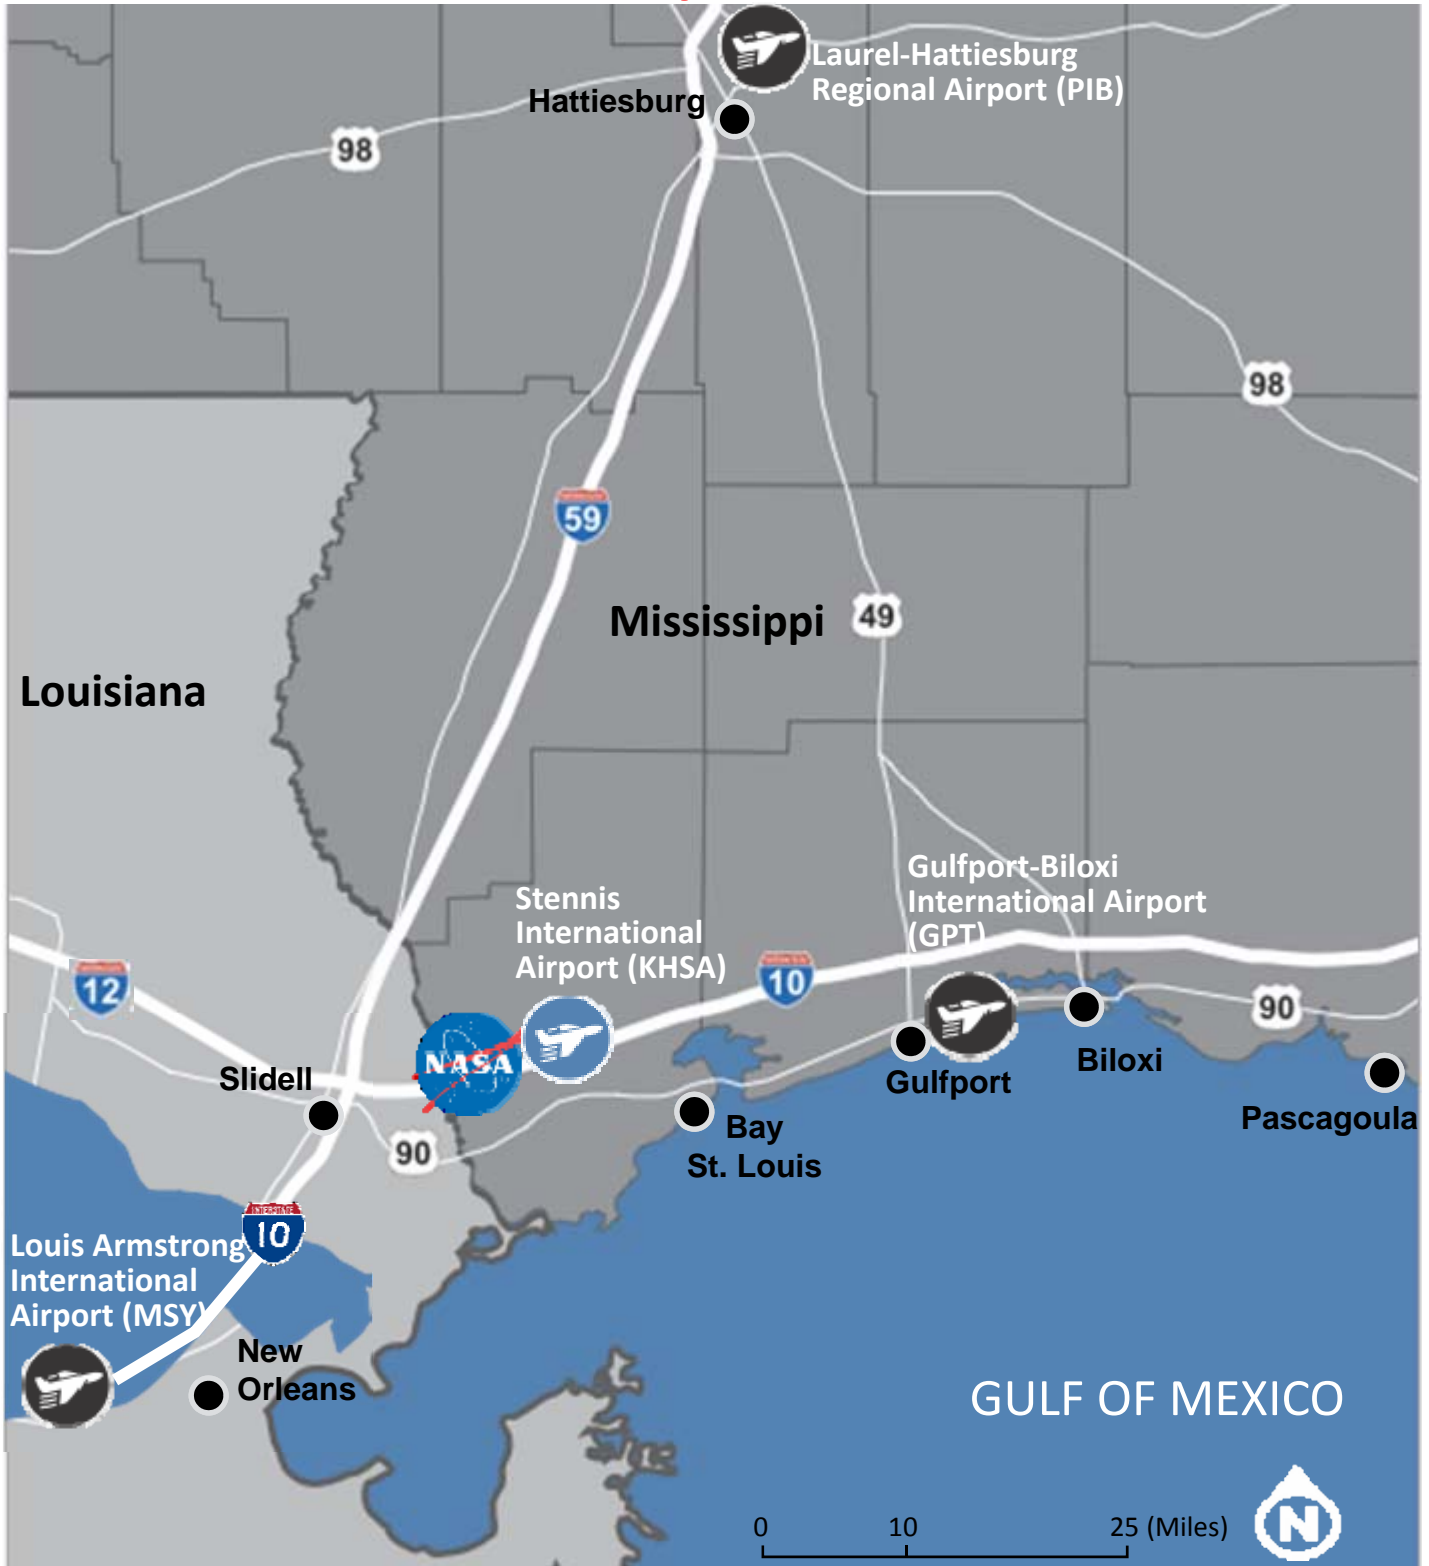 Laurel-Hattiesburg
Regional Airport (PIB)
Hattiesburg
98
98
59
Mississippi
49
Louisiana
Gulfport-Biloxi
International Airport
(GPT)
Stennis
International
Airport (KHSA)
12
10
90
NASA
Slidell
Gulfport
Biloxi
Pascagoula
90
Bay
St. Louis
INTERSTATE
10
Louis Armstrong
International
Airport (MSY)
New
Orleans
GULF OF MEXICO
0 10 25 (Miles)
N